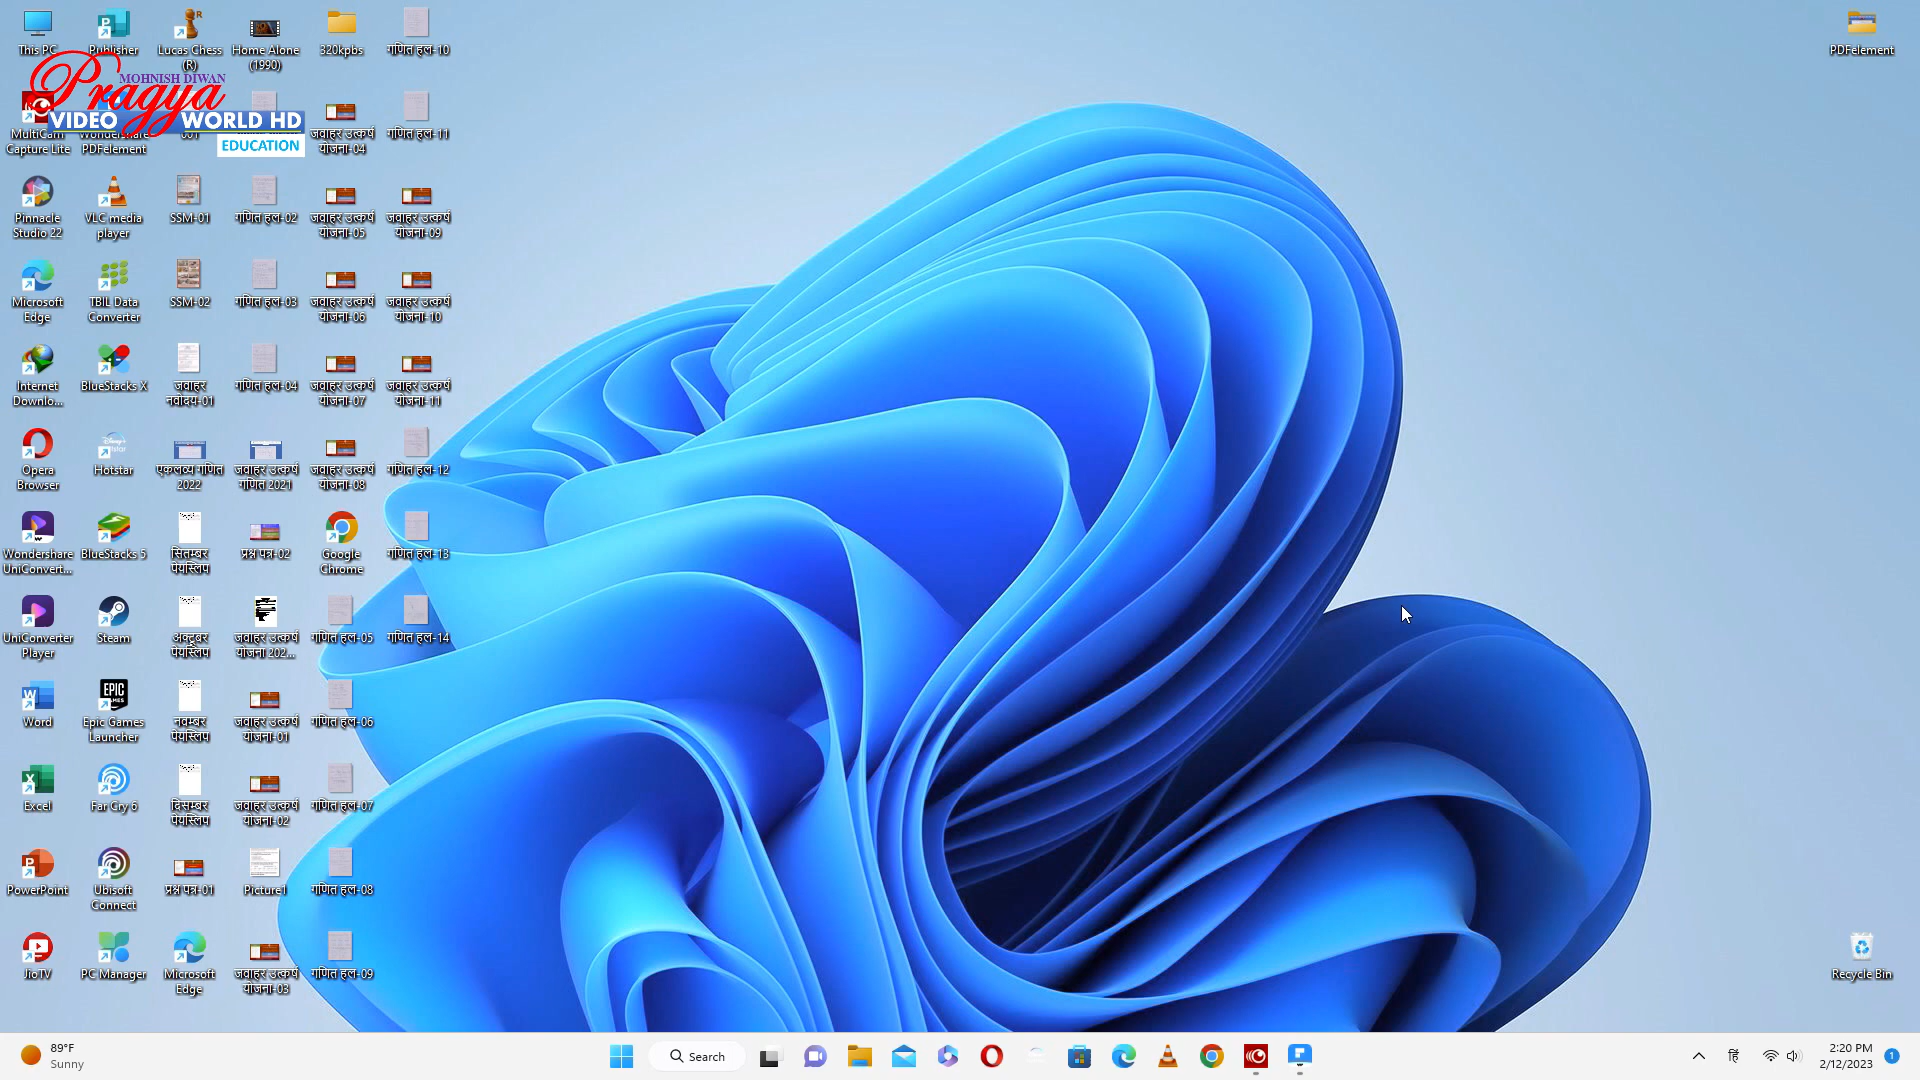 This PC
Publisher
Lucas Chess
(R)
Home Alone
(1990)
320kpbs
गणित हल-10
PDFelement
MOHNISH DIWAN
Pragya
VIDEO WORLD HD
EDUCATION
MultiCam
Capture Lite
Wondershare
PDFelement
001
जवाहर उत्कर्ष
योजना-04
गणित हल-11
Pinnacle
Studio 22
VLC media
player
SSM-01
गणित हल-02
जवाहर उत्कर्ष
योजना-05
जवाहर उत्कर्ष
योजना-09
Microsoft
Edge
TBIL Data
Converter
SSM-02
गणित हल-03
जवाहर उत्कर्ष
योजना-06
जवाहर उत्कर्ष
योजना-10
Internet
Downlo...
BlueStacks X
जवाहर
नवोदय-01
गणित हल-04
जवाहर उत्कर्ष
योजना-07
जवाहर उत्कर्ष
योजना-11
Opera
Browser
Hotstar
एकलव्य गणित
2022
जवाहर उत्कर्ष
गणित 2021
जवाहर उत्कर्ष
योजना-08
गणित हल-12
Wondershare
UniConvert...
BlueStacks 5
सितम्बर
पेयस्लिप
प्रश्न पत्र-02
Google
Chrome
गणित हल-13
UniConverter
Player
Steam
अक्टूबर
पेयस्लिप
जवाहर उत्कर्ष
योजना 202...
गणित हल-05
गणित हल-14
Word
EPIC
GAMES
Epic Games
Launcher
नवम्बर
पेयस्लिप
जवाहर उत्कर्ष
योजना-01
गणित हल-06
Excel
Far Cry 6
दिसम्बर
पेयस्लिप
जवाहर उत्कर्ष
योजना-02
गणित हल-07
PowerPoint
Ubisoft
Connect
प्रश्न पत्र-01
Picture1
गणित हल-08
JioTV
PC Manager
Microsoft
Edge
जवाहर उत्कर्ष
योजना-03
गणित हल-09
Recycle Bin
89°F
Sunny
Search
हिं
2:20 PM
2/12/2023
1